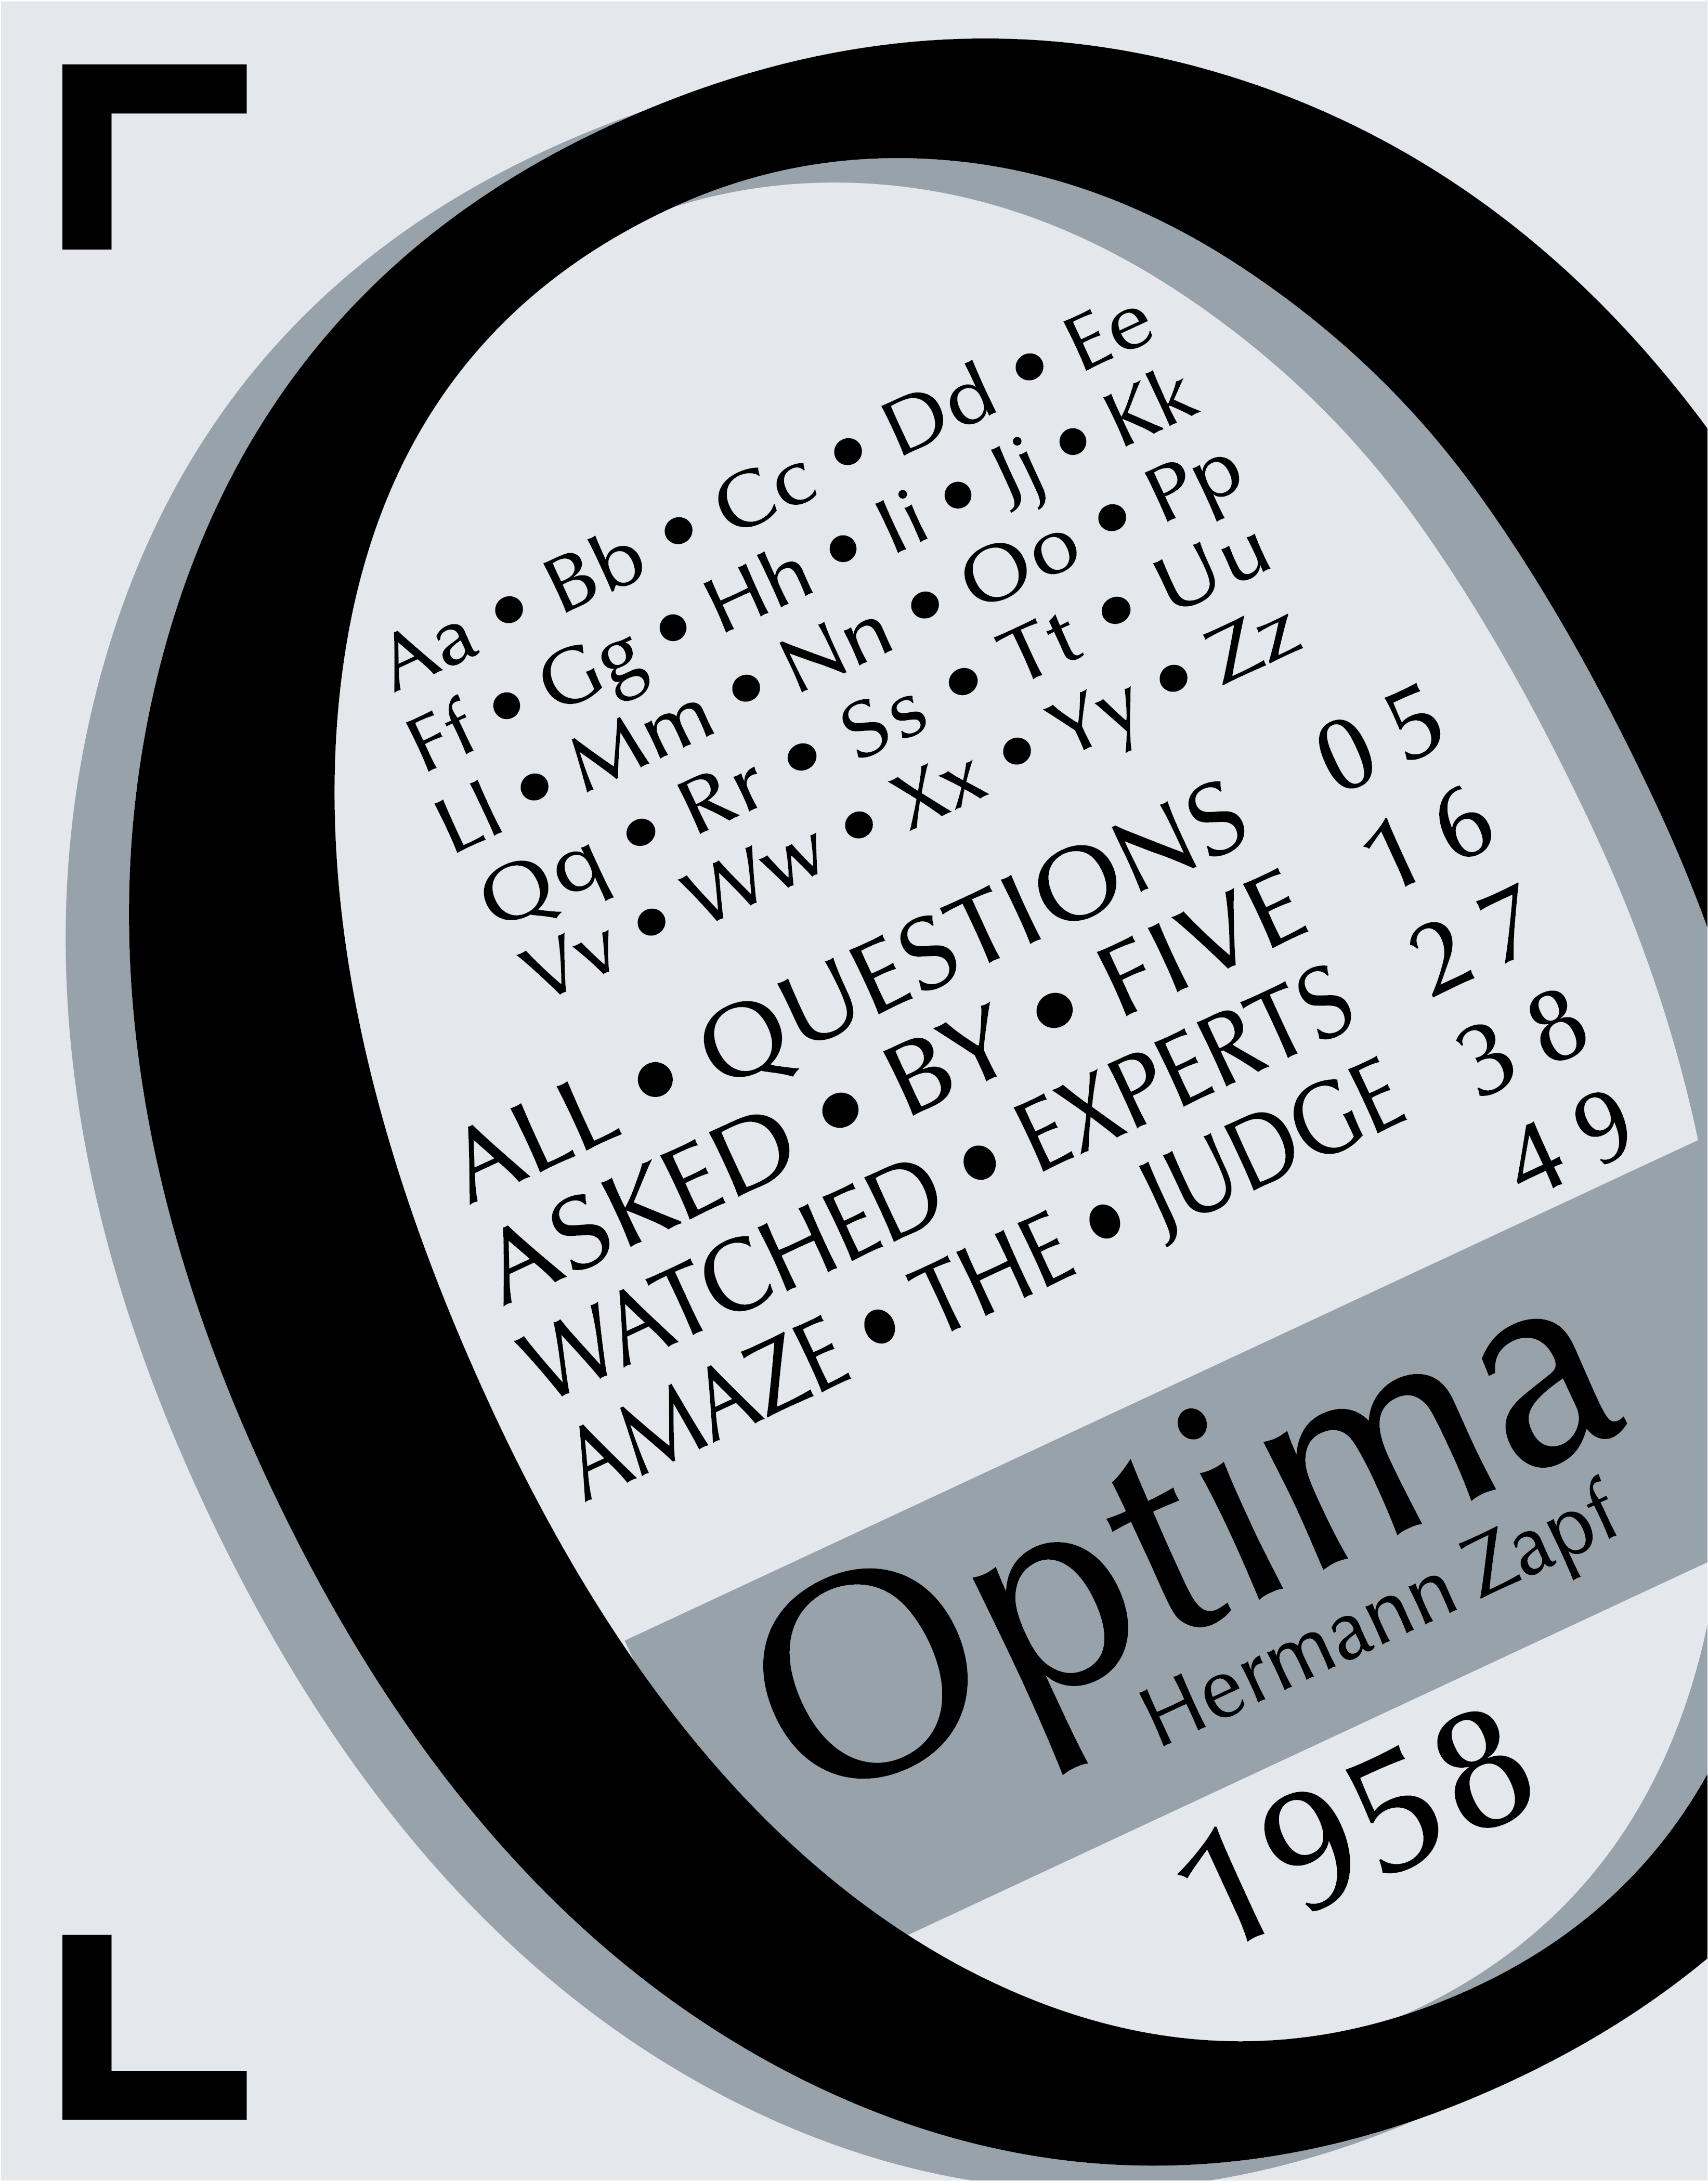 Aa • Bb • Cc • Dd • Ee
Ff • Gg • Hh • Ii • Jj • Kk
Ll • Mm • Nn • Oo • Pp
Qq • Rr • Ss • Tt • Uu
Vv • Ww • Xx • Yy • Zz
ALL • QUESTIONS
ASKED • BY • FIVE
WATCHED • EXPERTS
AMAZE • THE • JUDGE
0 5
1 6
2 7
3 8
4 9
Optima
Hermann Zapf
1958